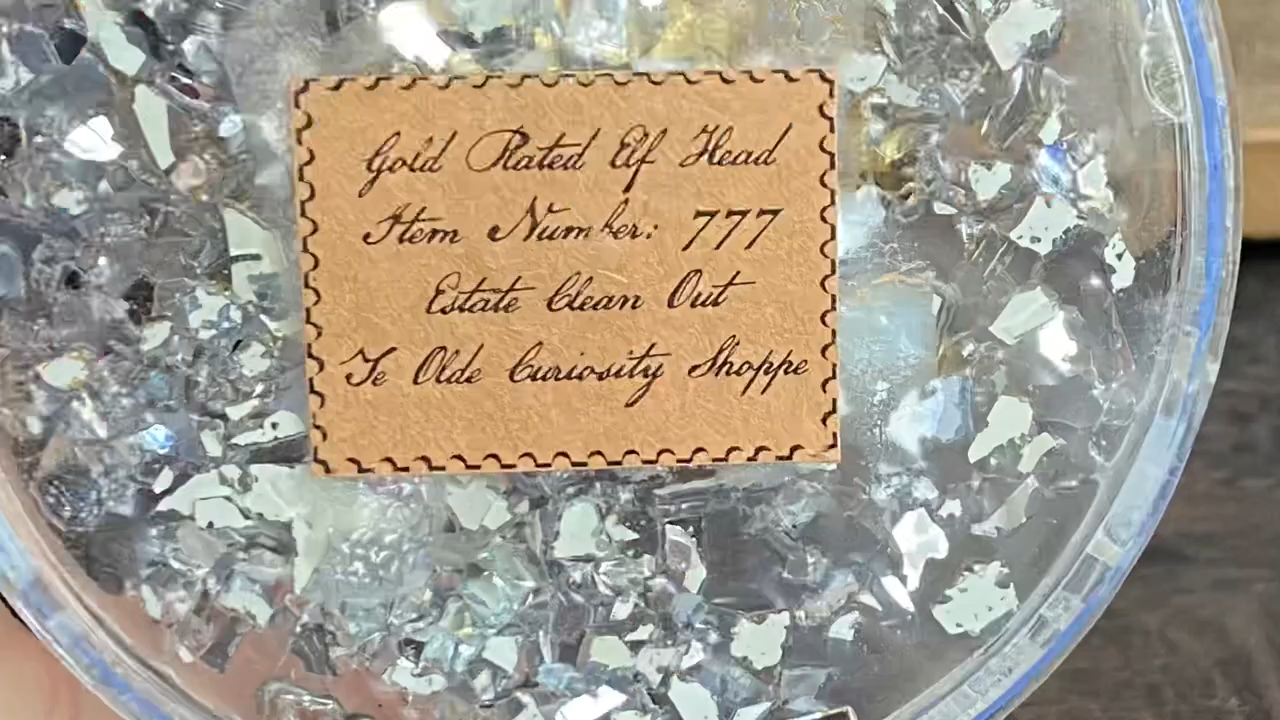 Gold Plated Elf Head
Item Number: 777
Estate Clean Out
Ye Olde Curiosity Shoppe